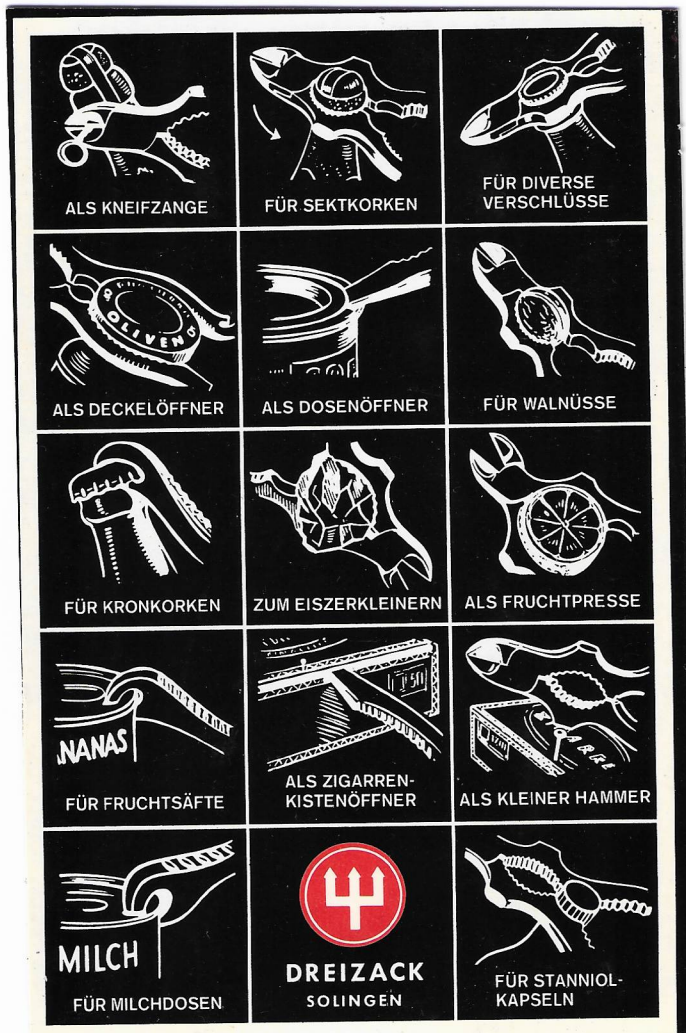 ALS KNEIFZANGE
FÜR SEKTKORKEN
FÜR DIVERSE
VERSCHLÜSSE
OLIVEN
ALS DECKELÖFFNER
ALS DOSENÖFFNER
FÜR WALNÜSSE
FÜR KRONKORKEN
ZUM EISZERKLEINERN
ALS FRUCHTPRESSE
NANAS
FÜR FRUCHTSÄFTE
150
ALS ZIGARREN-
KISTENÖFFNER
ALS KLEINER HAMMER
MILCH
FÜR MILCHDOSEN
DREIZACK
SOLINGEN
FÜR STANNIOL-
KAPSELN